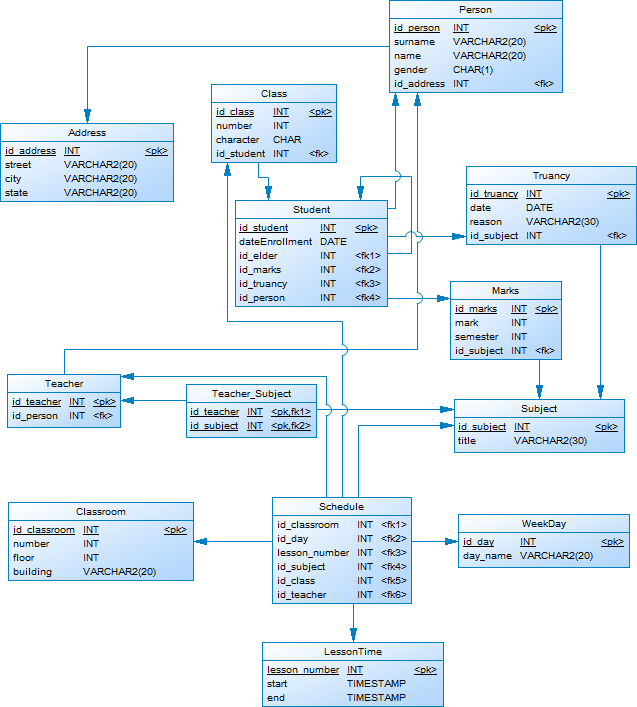 Person
id_person INT <pk>
surname VARCHAR2(20)
name VARCHAR2(20)
gender CHAR(1)
id_address INT <fk>
Class
id_class INT <pk>
number INT
character CHAR
id_student INT <fk>
Address
id_address INT <pk>
street VARCHAR2(20)
city VARCHAR2(20)
state VARCHAR2(20)
Truancy
id_truancy INT <pk>
date DATE
reason VARCHAR2(30)
id_subject INT <fk>
Student
id_student INT <pk>
dateEnrollment DATE
id_elder INT <fk1>
id_marks INT <fk2>
id_truancy INT <fk3>
id_person INT <fk4>
Marks
id_marks INT <pk>
mark INT
semester INT
id_subject INT <fk>
Teacher
id_teacher INT <pk>
id_person INT <fk>
Teacher_Subject
id_teacher INT <pk,fk1>
id_subject INT <pk,fk2>
Subject
id_subject INT <pk>
title VARCHAR2(30)
Classroom
id_classroom INT <pk>
number INT
floor INT
building VARCHAR2(20)
Schedule
id_classroom INT <fk1>
id_day INT <fk2>
lesson_number INT <fk3>
id_subject INT <fk4>
id_class INT <fk5>
id_teacher INT <fk6>
WeekDay
id_day INT <pk>
day_name VARCHAR2(20)
LessonTime
lesson_number INT <pk>
start TIMESTAMP
end TIMESTAMP